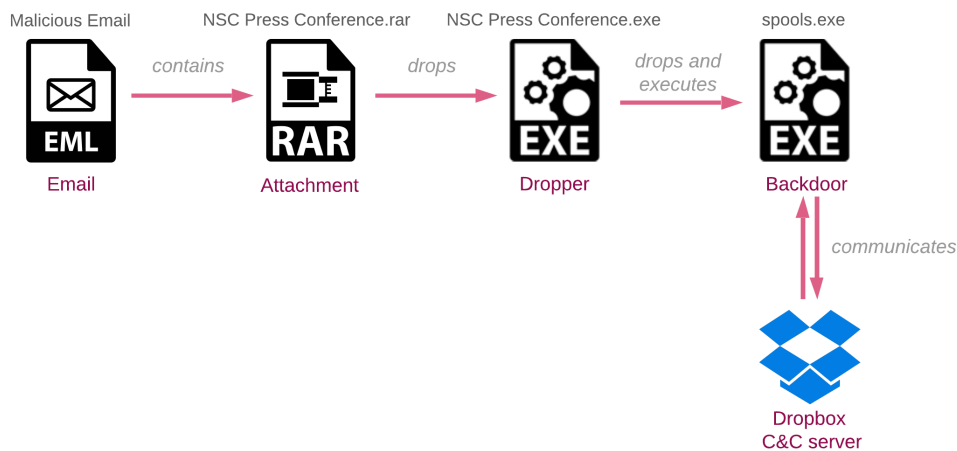 Malicious Email
NSC Press Conference.rar
NSC Press Conference.exe
spools.exe
contains
drops
drops and
executes
EML
RAR
EXE
EXE
Email
Attachment
Dropper
Backdoor
communicates
Dropbox
C&C server